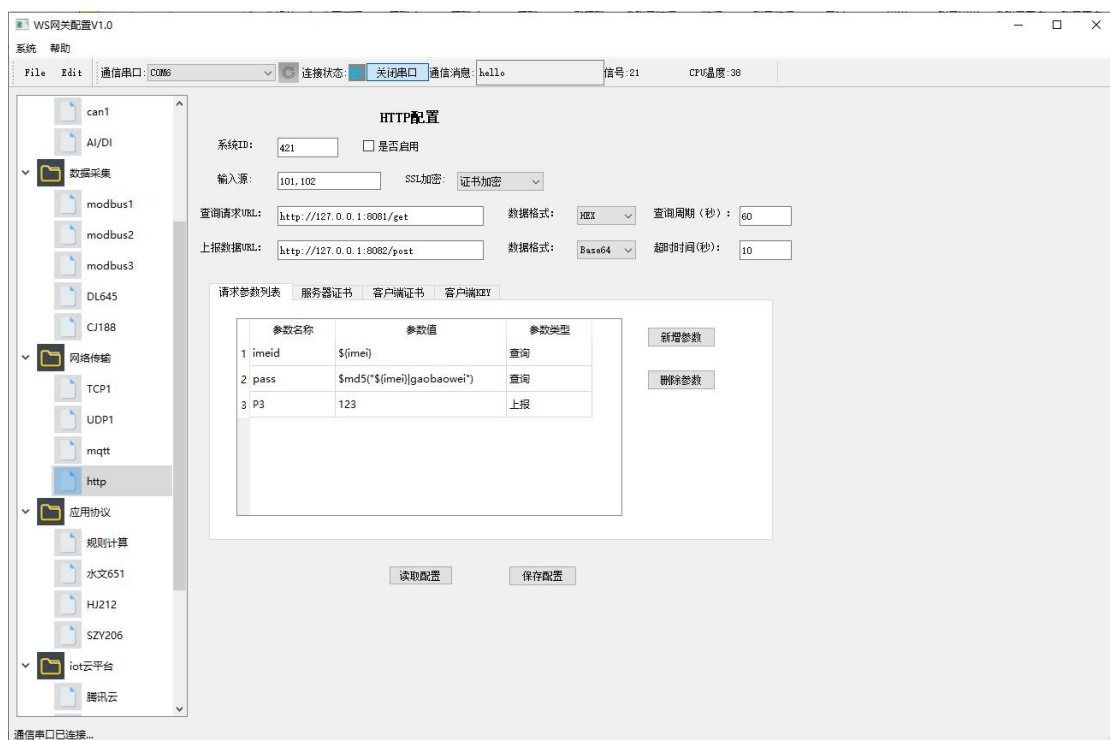 WS网关配置V1.0
系统 帮助
File Edit 通信串口: COM6 连接状态: 关闭串口 通信消息: hello 信号:21 CPU温度:38
can1
AI/DI
数据采集
modbus1
modbus2
modbus3
DL645
CJ188
网络传输
TCP1
UDP1
mqtt
http
应用协议
规则计算
水文651
HJ212
SZY206
iot云平台
腾讯云
HTTP配置
系统ID: 421 是否启用
输入源: 101,102 SSL加密: 证书加密
查询请求URL: http://127.0.0.1:8081/get 数据格式: HEX 查询周期（秒）: 60
上报数据URL: http://127.0.0.1:8082/post 数据格式: Base64 超时时间(秒): 10
请求参数列表 服务器证书 客户端证书 客户端KEY
参数名称 参数值 参数类型
1 imeid ${imei} 查询
2 pass $md5("${imei}|gaobaowei") 查询
3 P3 123 上报
新增参数
删除参数
读取配置 保存配置
通信串口已连接...